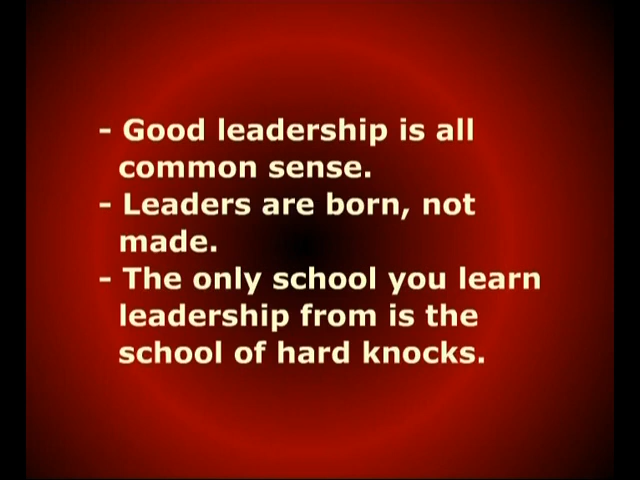 - Good leadership is all
common sense.
- Leaders are born, not
made.
- The only school you learn
leadership from is the
school of hard knocks.